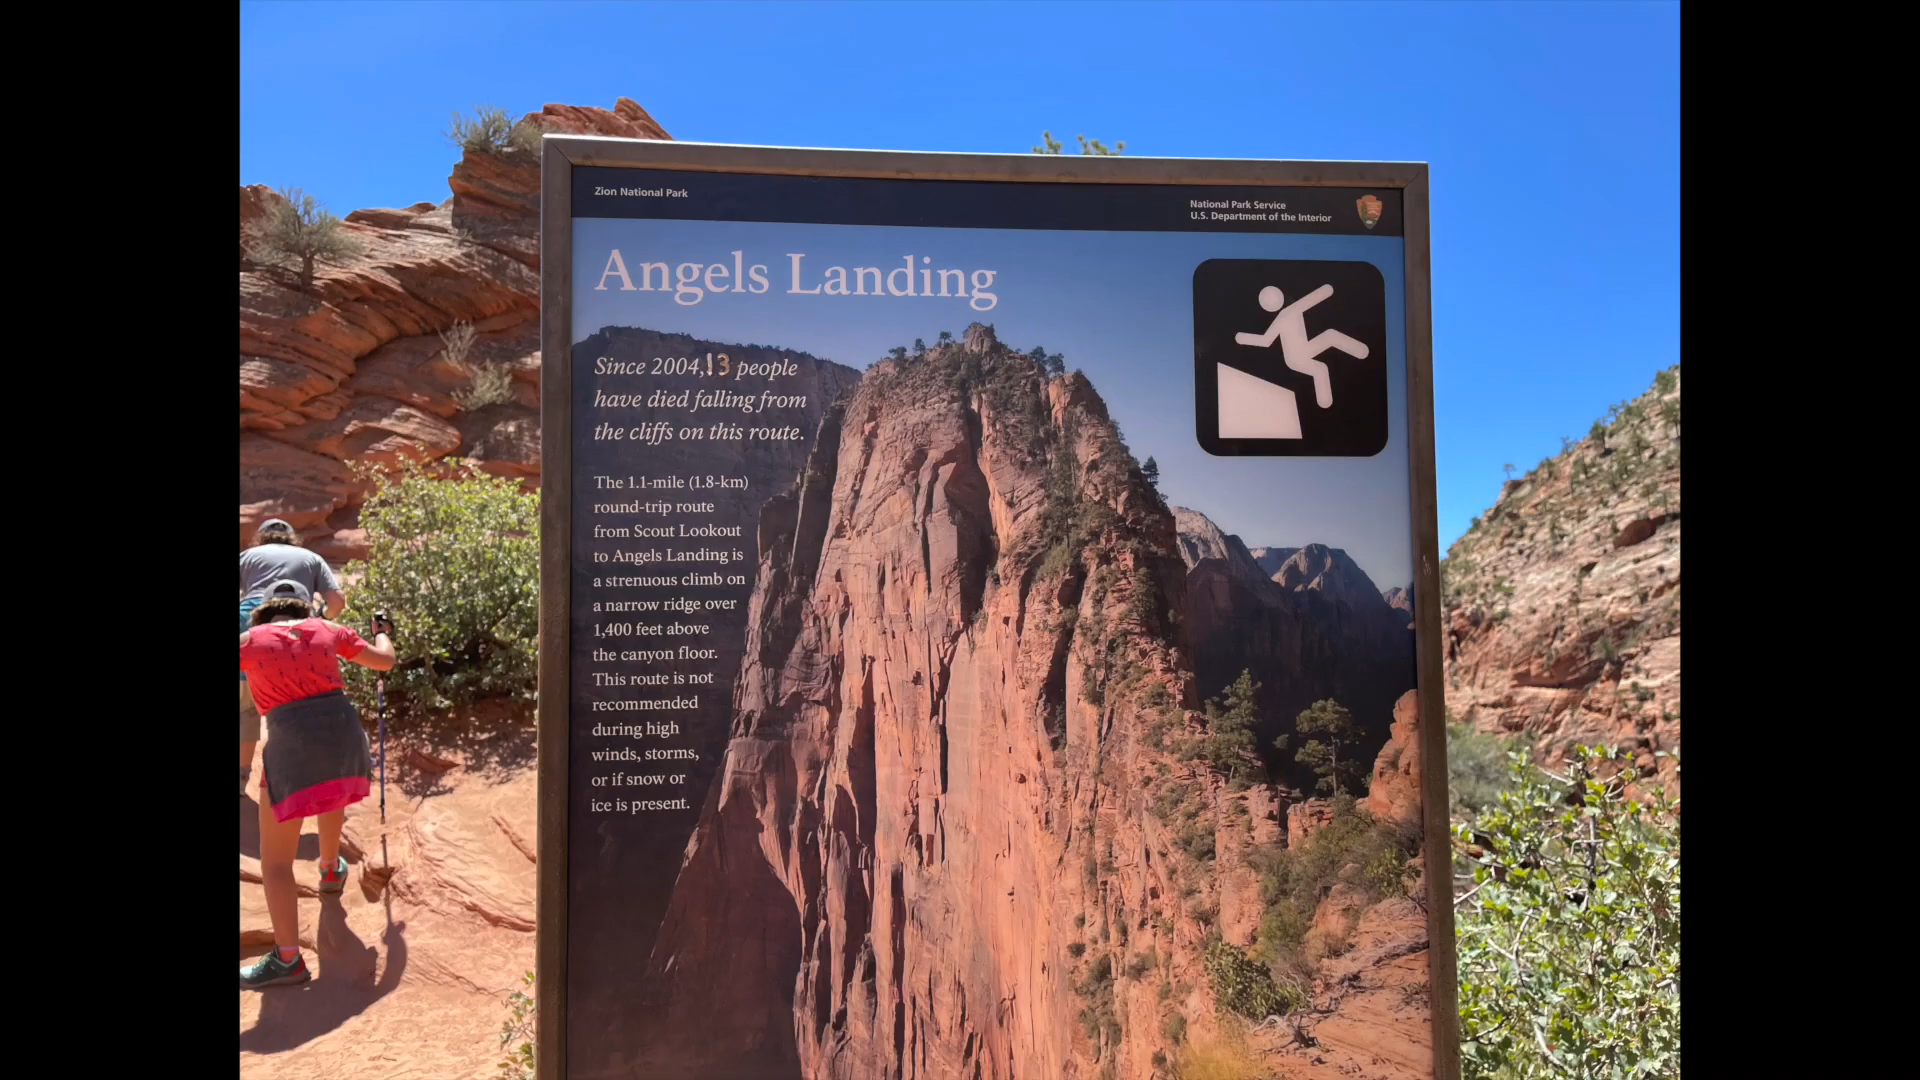 Zion National Park
National Park Service
U.S. Department of the Interior
Angels Landing
Since 2004,13 people
have died falling from
the cliffs on this route.
The 1.1-mile (1.8-km)
round-trip route
from Scout Lookout
to Angels Landing is
a strenuous climb on
a narrow ridge over
1,400 feet above
the canyon floor.
This route is not
recommended
during high
winds, storms,
or if snow or
ice is present.